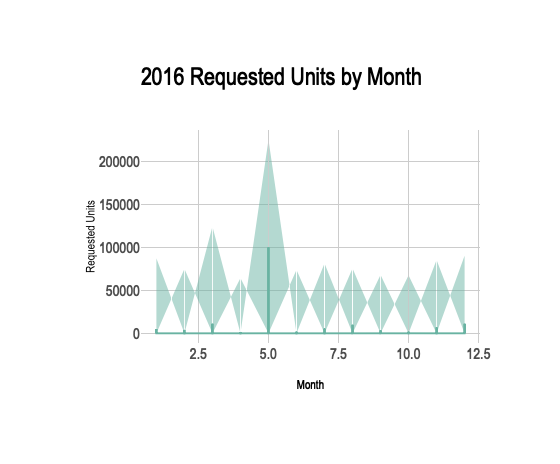 2016 Requested Units by Month
Requested Units
200000
150000
100000
50000
0
2.5 5.0 7.5 10.0 12.5
Month